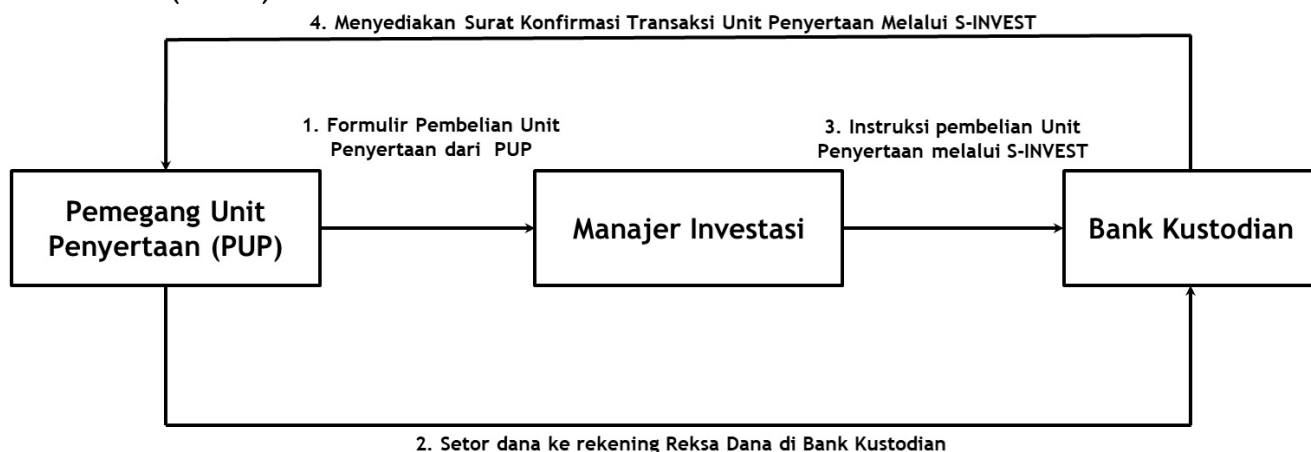 4. Menyediakan Surat Konfirmasi Transaksi Unit Penyertaan Melalui S-INVEST
1. Formulir Pembelian Unit
Penyertaan dari PUP
3. Instruksi pembelian Unit
Penyertaan melalui S-INVEST
Pemegang Unit
Penyertaan (PUP)
Manajer Investasi
Bank Kustodian
2. Setor dana ke rekening Reksa Dana di Bank Kustodian